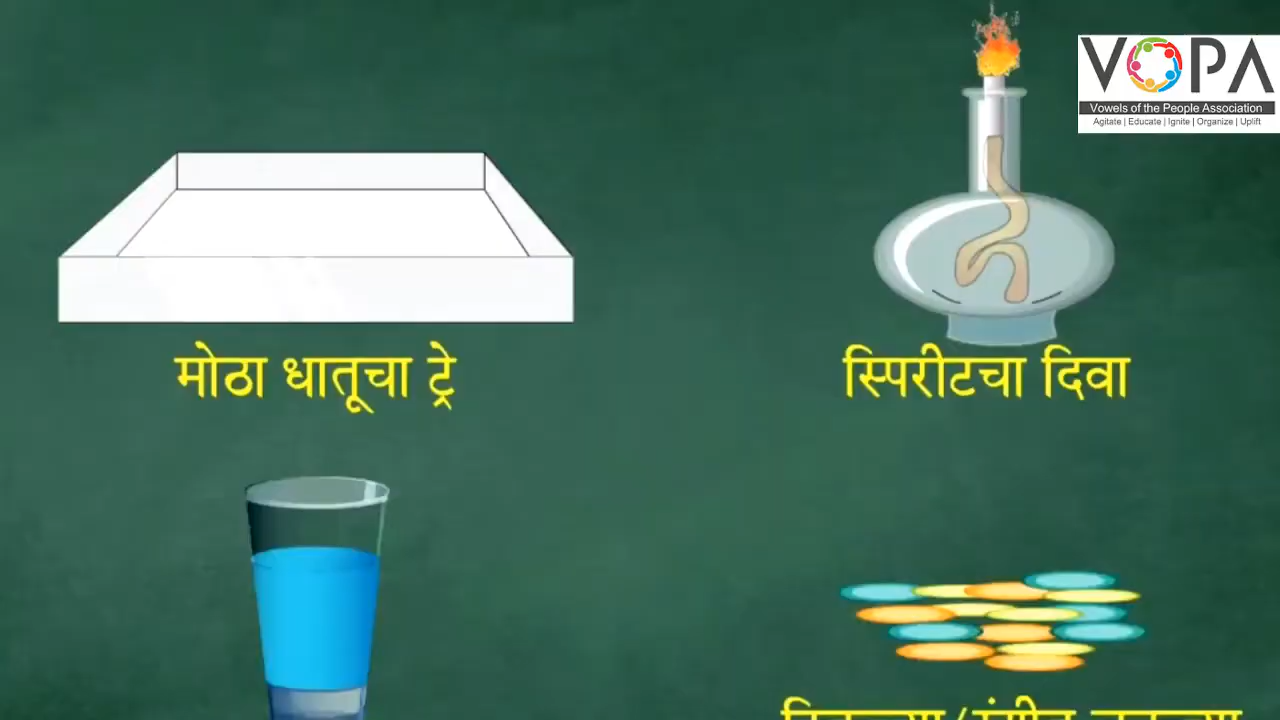 VOPA
Vowels of the People Association
Agitate | Educate | Ignite | Organize | Uplift
मोठा धातूचा ट्रे
स्पिरीटचा दिवा